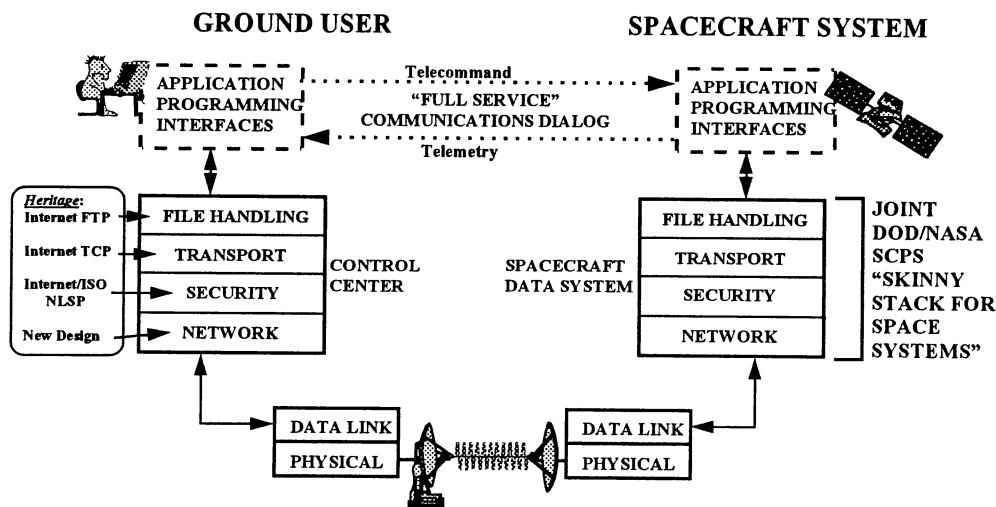 GROUND USER
SPACECRAFT SYSTEM
APPLICATION
PROGRAMMING
INTERFACES
Telecommand
"FULL SERVICE"
COMMUNICATIONS DIALOG
Telemetry
APPLICATION
PROGRAMMING
INTERFACES
Heritage:
Internet FTP
Internet TCP
Internet/ISO
NLSP
New Design
FILE HANDLING
TRANSPORT
SECURITY
NETWORK
CONTROL
CENTER
SPACECRAFT
DATA SYSTEM
FILE HANDLING
TRANSPORT
SECURITY
NETWORK
JOINT
DOD/NASA
SCPS
"SKINNY
STACK FOR
SPACE
SYSTEMS"
DATA LINK
PHYSICAL
DATA LINK
PHYSICAL